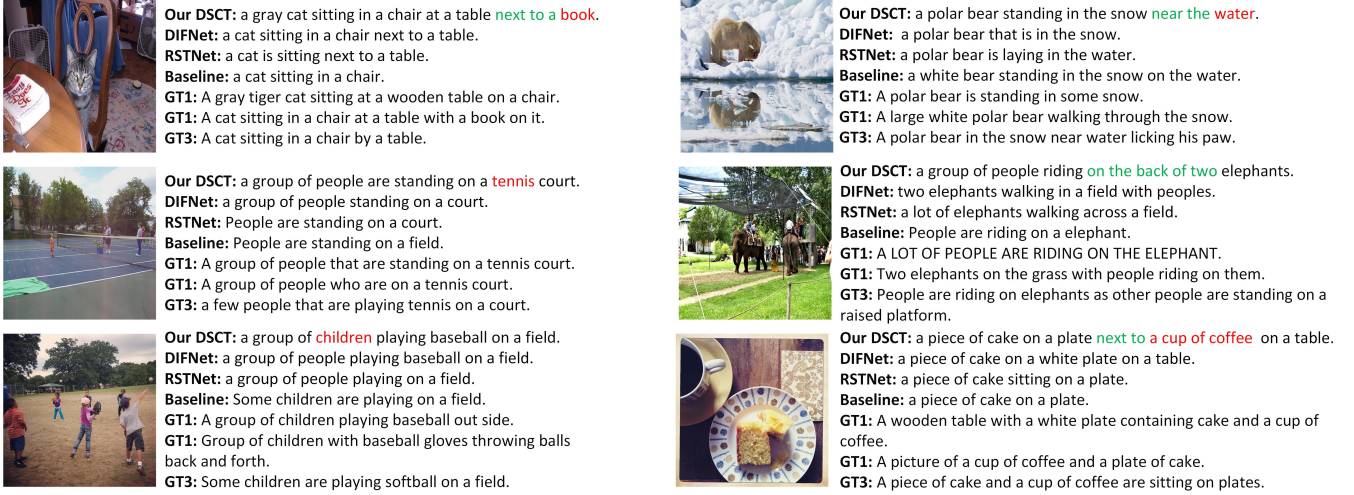 Our DSCT: a gray cat sitting in a chair at a table next to a book.
DIFNet: a cat sitting in a chair next to a table.
RSTNet: a cat is sitting next to a table.
Baseline: a cat sitting in a chair.
GT1: A gray tiger cat sitting at a wooden table on a chair.
GT1: A cat sitting in a chair at a table with a book on it.
GT3: A cat sitting in a chair by a table.
Our DSCT: a group of people are standing on a tennis court.
DIFNet: a group of people standing on a court.
RSTNet: People are standing on a court.
Baseline: People are standing on a field.
GT1: A group of people that are standing on a tennis court.
GT1: A group of people who are on a tennis court.
GT3: a few people that are playing tennis on a court.
Our DSCT: a group of children playing baseball on a field.
DIFNet: a group of people playing baseball on a field.
RSTNet: a group of people playing on a field.
Baseline: Some children are playing on a field.
GT1: A group of children playing baseball out side.
GT1: Group of children with baseball gloves throwing balls
back and forth.
GT3: Some children are playing softball on a field.
Our DSCT: a polar bear standing in the snow near the water.
DIFNet: a polar bear that is in the snow.
RSTNet: a polar bear is laying in the water.
Baseline: a white bear standing in the snow on the water.
GT1: A polar bear is standing in some snow.
GT1: A large white polar bear walking through the snow.
GT3: A polar bear in the snow near water licking his paw.
Our DSCT: a group of people riding on the back of two elephants.
DIFNet: two elephants walking in a field with peoples.
RSTNet: a lot of elephants walking across a field.
Baseline: People are riding on a elephant.
GT1: A LOT OF PEOPLE ARE RIDING ON THE ELEPHANT.
GT1: Two elephants on the grass with people riding on them.
GT3: People are riding on elephants as other people are standing on a
raised platform.
Our DSCT: a piece of cake on a plate next to a cup of coffee on a table.
DIFNet: a piece of cake on a white plate on a table.
RSTNet: a piece of cake sitting on a plate.
Baseline: a piece of cake on a plate.
GT1: A wooden table with a white plate containing cake and a cup of
coffee.
GT1: A picture of a cup of coffee and a plate of cake.
GT3: A piece of cake and a cup of coffee are sitting on plates.